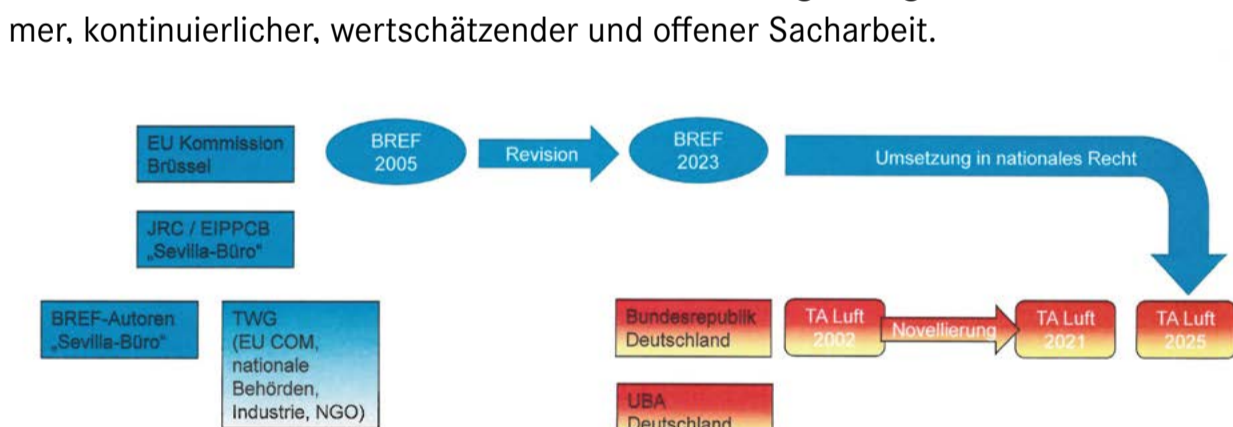 mer, kontinuierlicher, wertschätzender und offener Sacharbeit.
EU Kommission
Brüssel
BREF
2005
Revision
BREF
2023
Umsetzung in nationales Recht
JRC / EIPPCB
„Sevilla-Büro“
BREF-Autoren
„Sevilla-Büro“
TWG
(EU COM,
nationale
Behörden,
Industrie, NGO)
Bundesrepublik
Deutschland
TA Luft
2002
Novellierung
TA Luft
2021
TA Luft
2025
UBA
Deutschland